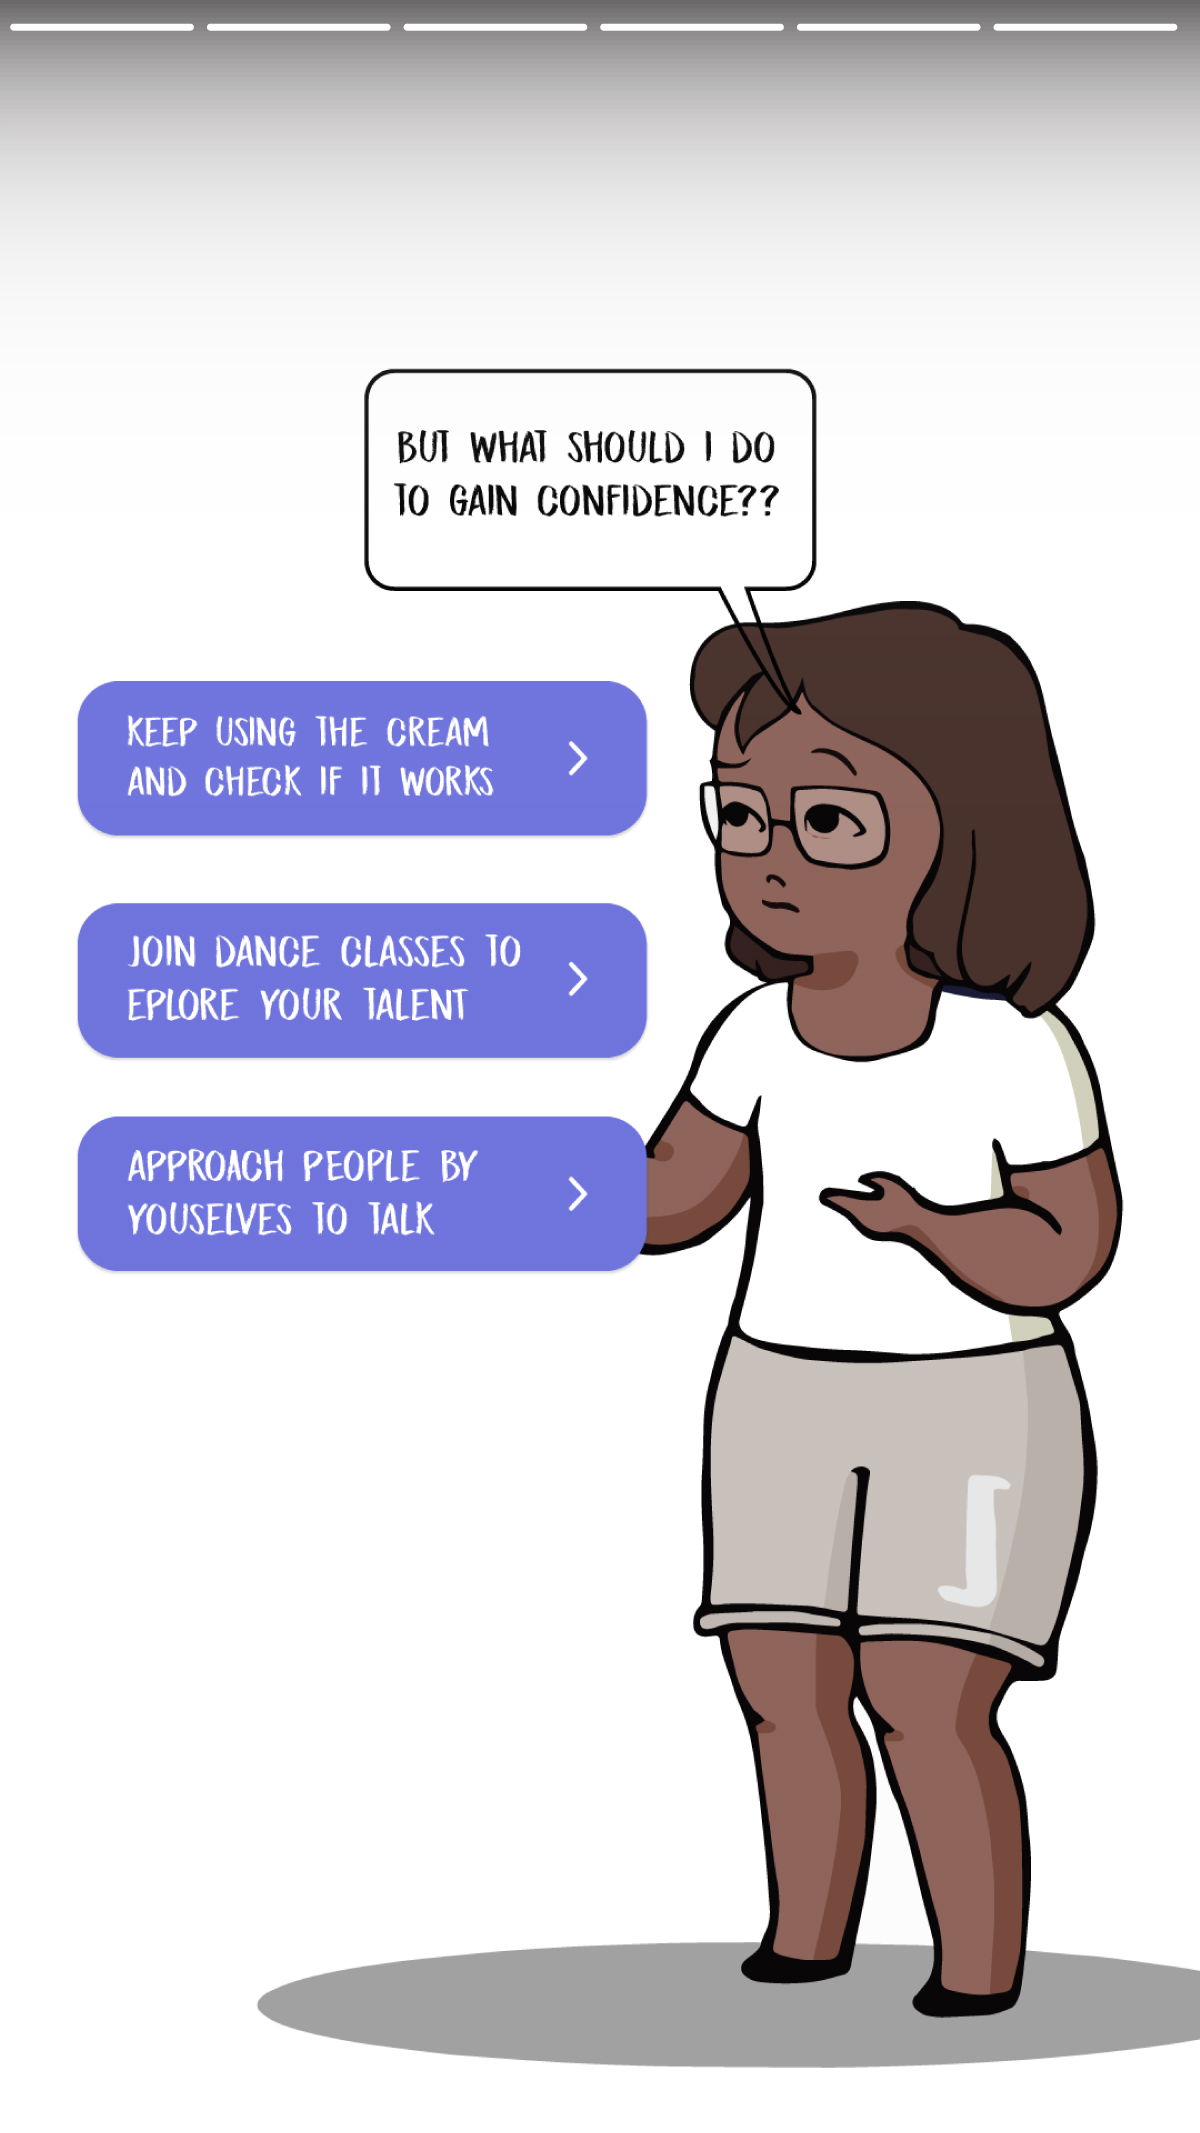 BUT WHAT SHOULD I DO
TO GAIN CONFIDENCE??
KEEP USING THE CREAM
AND CHECK IF IT WORKS
JOIN DANCE CLASSES TO
EPLORE YOUR TALENT
APPROACH PEOPLE BY
YOUSELVES TO TALK